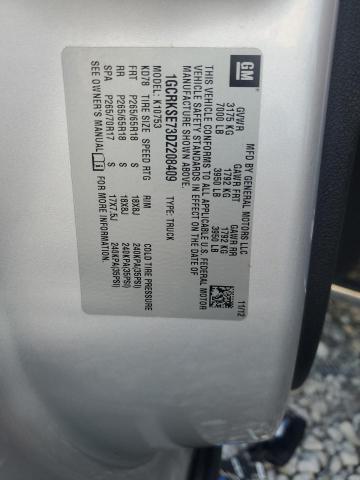 GM
MFD BY GENERAL MOTORS LLC 11/12
GVWR GAWR FRT GAWR RR
3175 KG 1792 KG 1792 KG
7000 LB 3950 LB 3950 LB
THIS VEHICLE CONFORMS TO ALL APPLICABLE U.S. FEDERAL MOTOR
VEHICLE SAFETY STANDARDS IN EFFECT ON THE DATE OF
MANUFACTURE SHOWN ABOVE.
1GCRKSE73DZ208409 TYPE: TRUCK
MODEL: K10753
KD78 TIRE SIZE SPEED RTG RIM COLD TIRE PRESSURE
FRT P265/65R18 S 18X8J 240KPA(35PSI)
RR P265/65R18 S 18X8J 240KPA(35PSI)
SPA P265/70R17 S 17X7.5J 240KPA(35PSI)
SEE OWNER'S MANUAL FOR MORE INFORMATION.